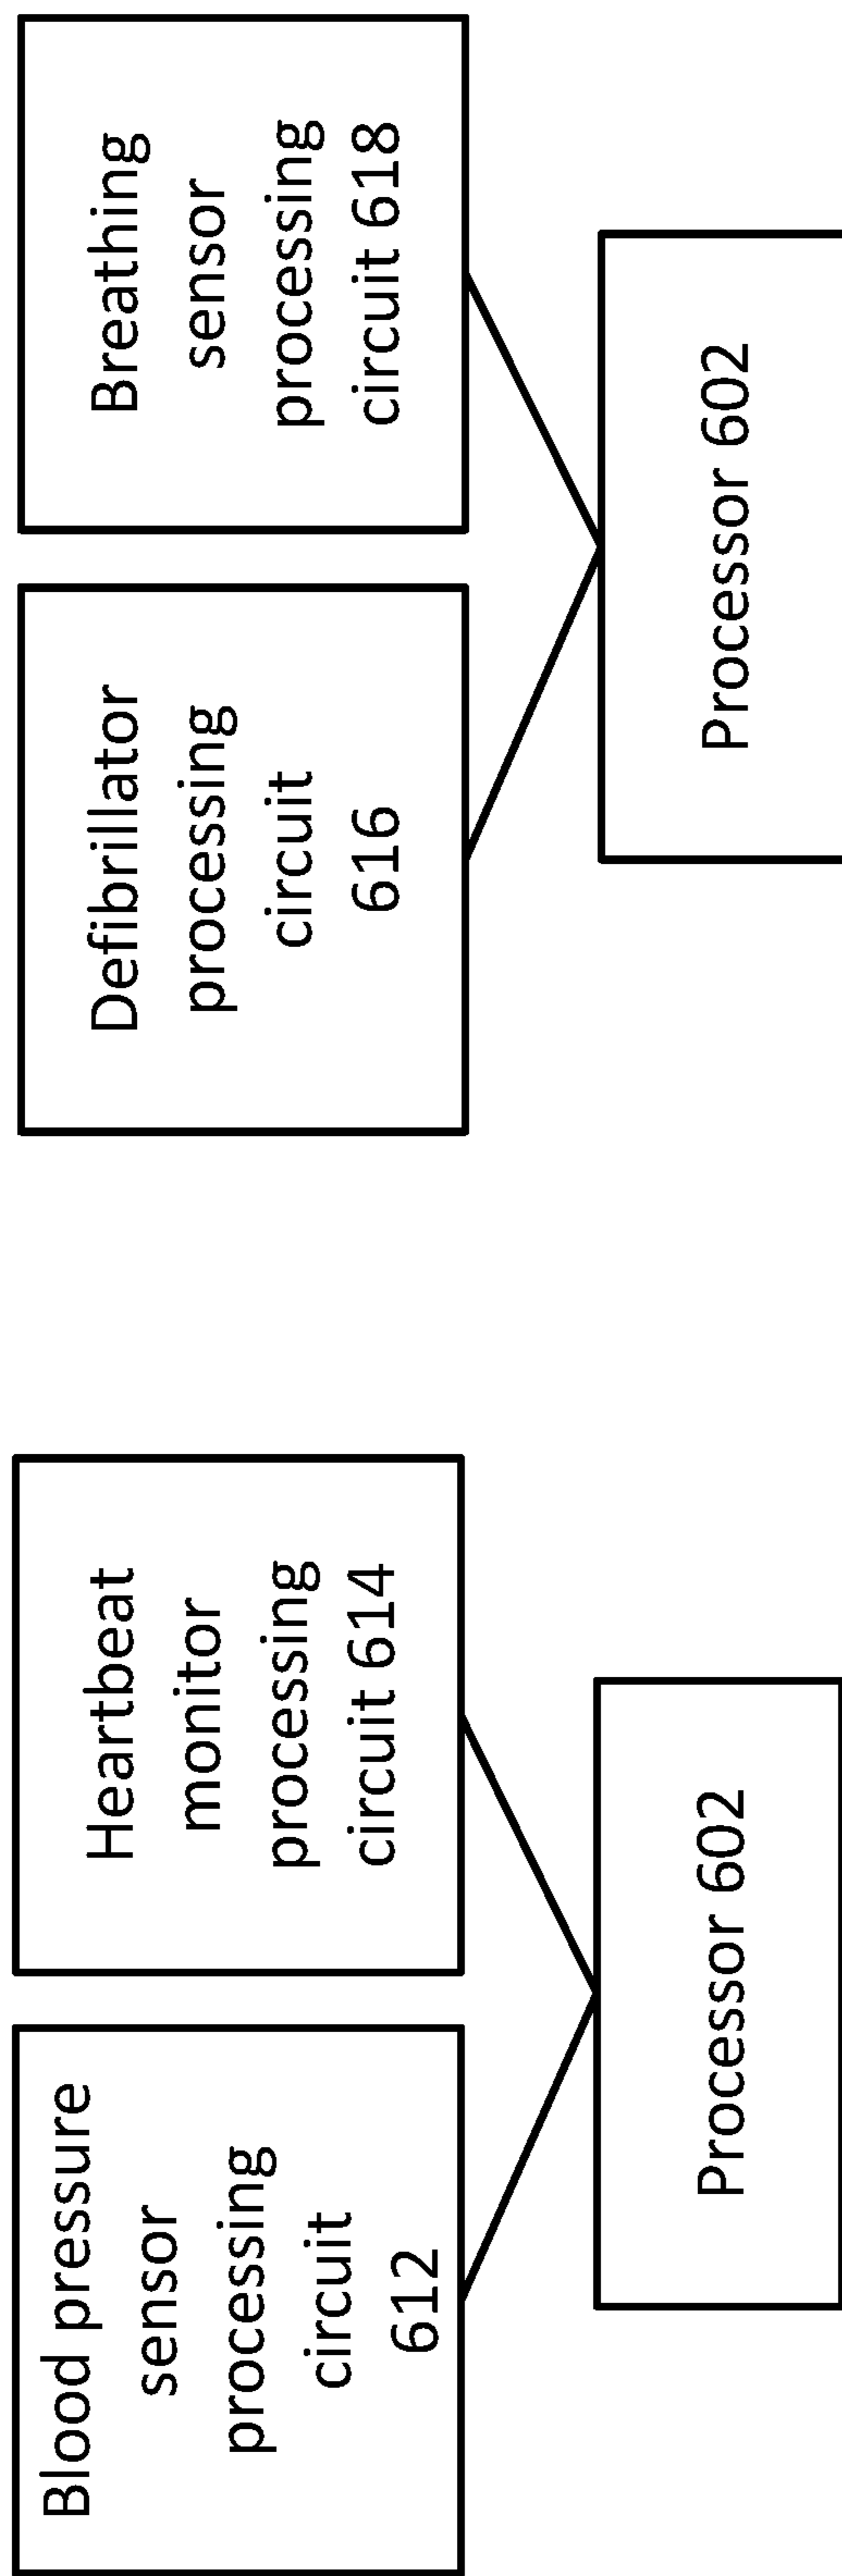 Blood pressure
sensor
processing
circuit
612
Heartbeat
monitor
processing
circuit 614
Processor 602
Defibrillator
processing
circuit
616
Breathing
sensor
processing
circuit 618
Processor 602